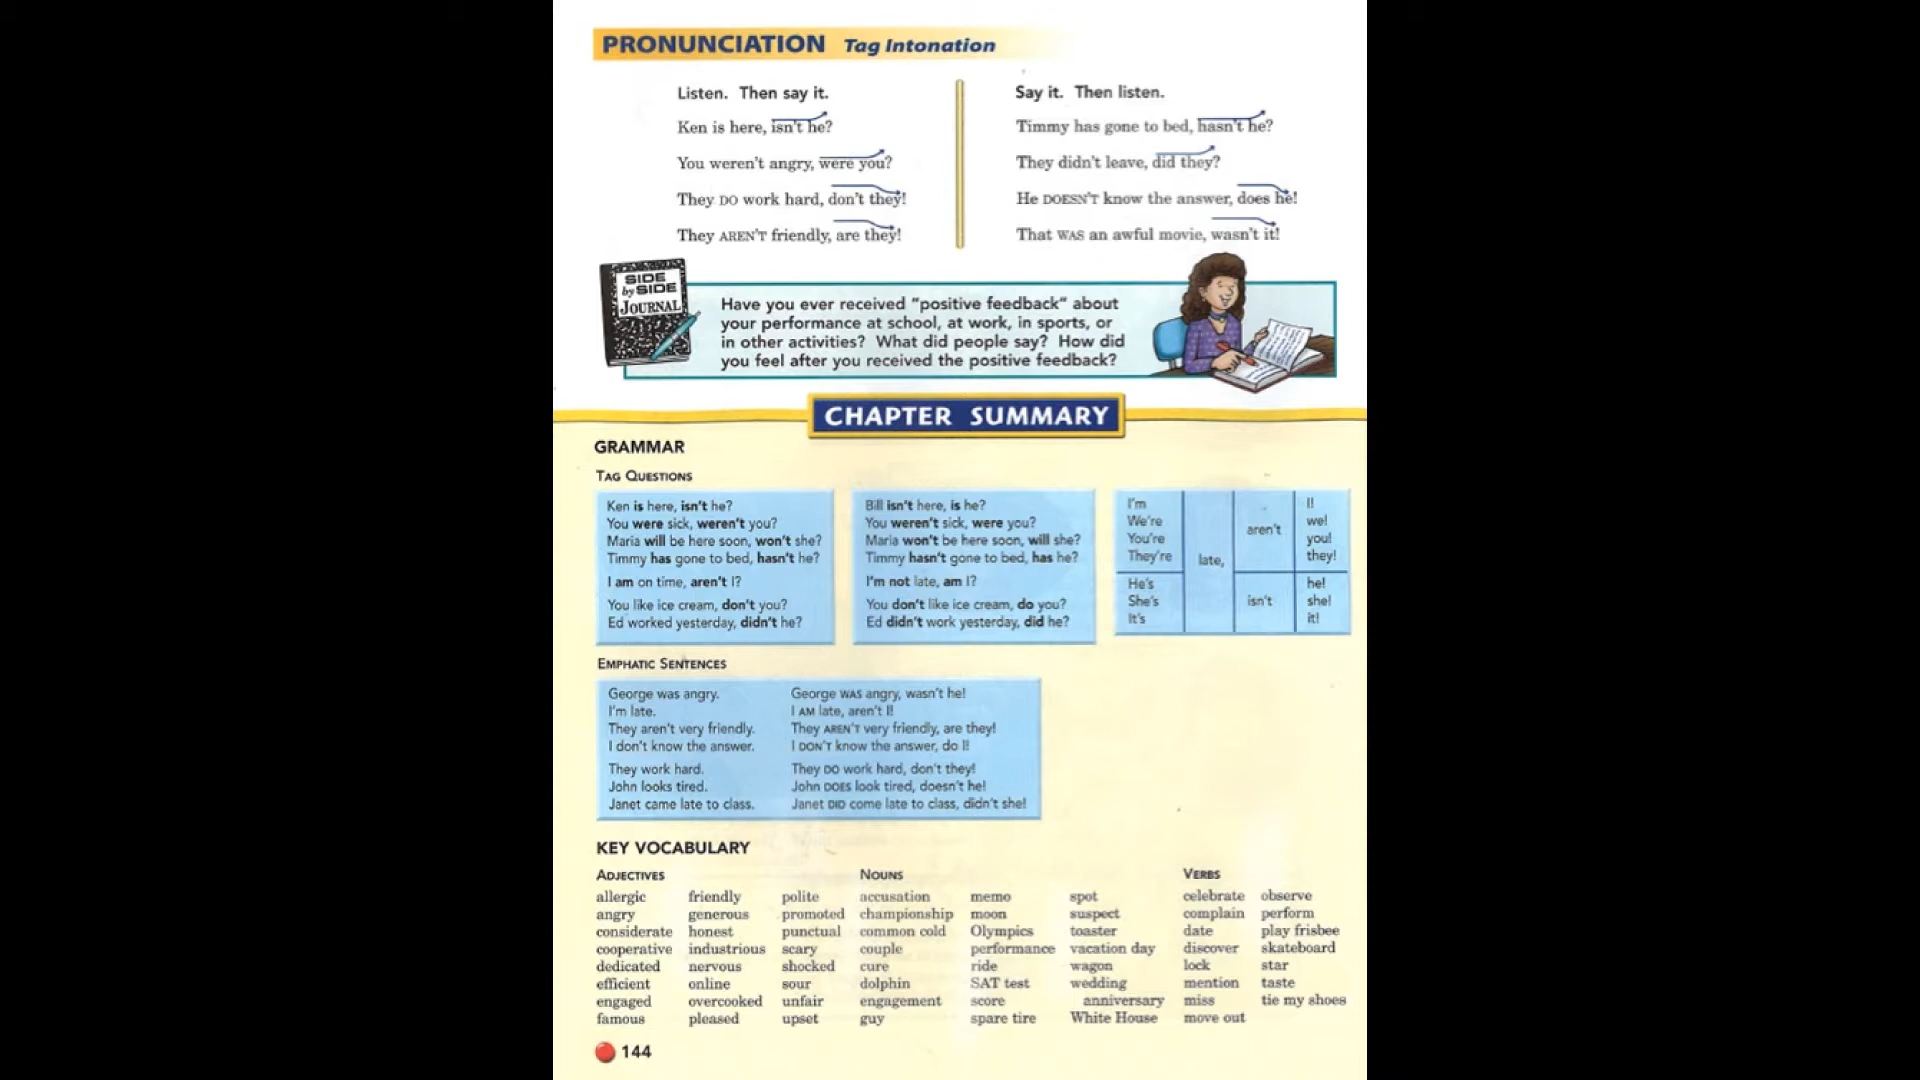 PRONUNCIATION Tag Intonation
Listen. Then say it.
Ken is here, isn't he?
You weren't angry, were you?
They DO work hard, don't they!
They AREN'T friendly, are they!
Say it. Then listen.
Timmy has gone to bed, hasn't he?
They didn't leave, did they?
He DOESN'T know the answer, does he!
That WAS an awful movie, wasn't it!
SIDE
by SIDE
JOURNAL
Have you ever received "positive feedback" about
your performance at school, at work, in sports, or
in other activities? What did people say? How did
you feel after you received the positive feedback?
CHAPTER SUMMARY
GRAMMAR
TAG QUESTIONS
Ken is here, isn't he?
You were sick, weren't you?
Maria will be here soon, won't she?
Timmy has gone to bed, hasn't he?
I am on time, aren't I?
You like ice cream, don't you?
Ed worked yesterday, didn't he?
Bill isn't here, is he?
You weren't sick, were you?
Maria won't be here soon, will she?
Timmy hasn't gone to bed, has he?
I'm not late, am I?
You don't like ice cream, do you?
Ed didn't work yesterday, did he?
I'm
We're
You're
They're
He's
She's
It's
late,
aren't
isn't
I!
we!
you!
they!
he!
she!
it!
EMPHATIC SENTENCES
George was angry. George WAS angry, wasn't he!
I'm late. I AM late, aren't I!
They aren't very friendly. They AREN'T very friendly, are they!
I don't know the answer. I DON'T know the answer, do I!
They work hard. They DO work hard, don't they!
John looks tired. John DOES look tired, doesn't he!
Janet came late to class. Janet DID come late to class, didn't she!
KEY VOCABULARY
ADJECTIVES
allergic friendly polite
angry generous promoted
considerate honest punctual
cooperative industrious scary
dedicated nervous shocked
efficient online sour
engaged overcooked unfair
famous pleased upset
NOUNS
accusation memo spot
championship moon suspect
common cold Olympics toaster
couple performance vacation day
cure ride wagon
dolphin SAT test wedding
engagement score anniversary
guy spare tire White House
VERBS
celebrate observe
complain perform
date play frisbee
discover skateboard
lock star
mention taste
miss tie my shoes
move out
144